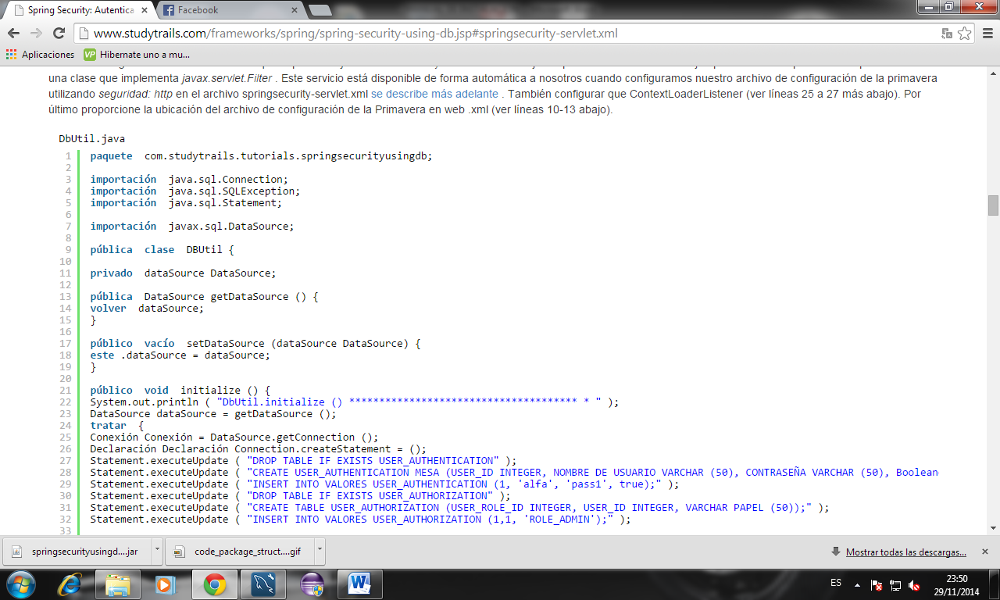 Spring Security: Autentica
Facebook
www.studytrails.com/frameworks/spring/spring-security-using-db.jsp#springsecurity-servlet.xml
Aplicaciones
VP Hibernate uno a mu...
una clase que implementa javax.servlet.Filter . Este servicio está disponible de forma automática a nosotros cuando configuramos nuestro archivo de configuración de la primavera
utilizando seguridad: http en el archivo springsecurity-servlet.xml se describe más adelante . También configurar que ContextLoaderListener (ver líneas 25 a 27 más abajo). Por
último proporcione la ubicación del archivo de configuración de la Primavera en web .xml (ver líneas 10-13 abajo).
DbUtil.java
1 paquete com.studytrails.tutorials.springsecurityusingdb;
2
3 importación java.sql.Connection;
4 importación java.sql.SQLException;
5 importación java.sql.Statement;
6
7 importación javax.sql.DataSource;
8
9 pública clase DBUtil {
10
11 privado dataSource DataSource;
12
13 pública DataSource getDataSource () {
14 volver dataSource;
15 }
16
17 público vacío setDataSource (dataSource DataSource) {
18 este .dataSource = dataSource;
19 }
20
21 público void initialize () {
22 System.out.println ( "DbUtil.initialize () ************************************** * " );
23 DataSource dataSource = getDataSource ();
24 tratar {
25 Conexión Conexión = DataSource.getConnection ();
26 Declaración Declaración Connection.createStatement = ();
27 Statement.executeUpdate ( "DROP TABLE IF EXISTS USER_AUTHENTICATION" );
28 Statement.executeUpdate ( "CREATE USER_AUTHENTICATION MESA (USER_ID INTEGER, NOMBRE DE USUARIO VARCHAR (50), CONTRASEÑA VARCHAR (50), Boolean
29 Statement.executeUpdate ( "INSERT INTO VALORES USER_AUTHENTICATION (1, 'alfa', 'pass1', true);" );
30 Statement.executeUpdate ( "DROP TABLE IF EXISTS USER_AUTHORIZATION" );
31 Statement.executeUpdate ( "CREATE TABLE USER_AUTHORIZATION (USER_ROLE_ID INTEGER, USER_ID INTEGER, VARCHAR PAPEL (50));" );
32 Statement.executeUpdate ( "INSERT INTO VALORES USER_AUTHORIZATION (1,1, 'ROLE_ADMIN');" );
33
springsecurityusingd....jar
code_package_struct....gif
Mostrar todas las descargas...
ES
23:50
29/11/2014